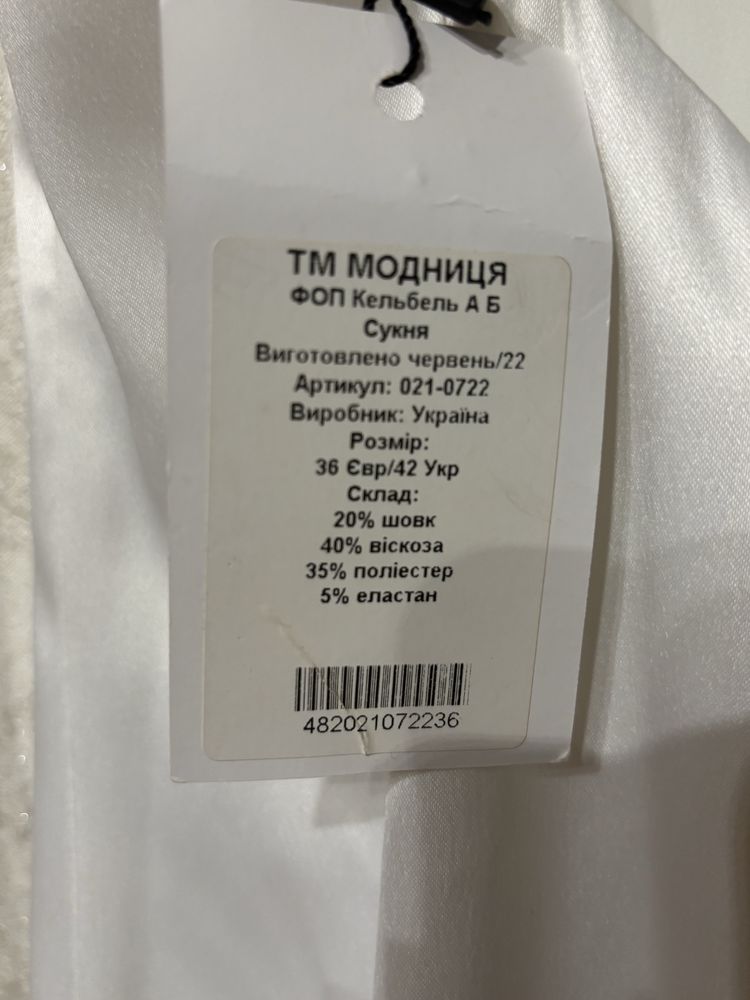 ТМ МОДНИЦЯ
ФОП Кельбель А Б
Сукня
Виготовлено червень/22
Артикул: 021-0722
Виробник: Україна
Розмір:
36 Євр/42 Укр
Склад:
20% шовк
40% віскоза
35% поліестер
5% еластан
482021072236